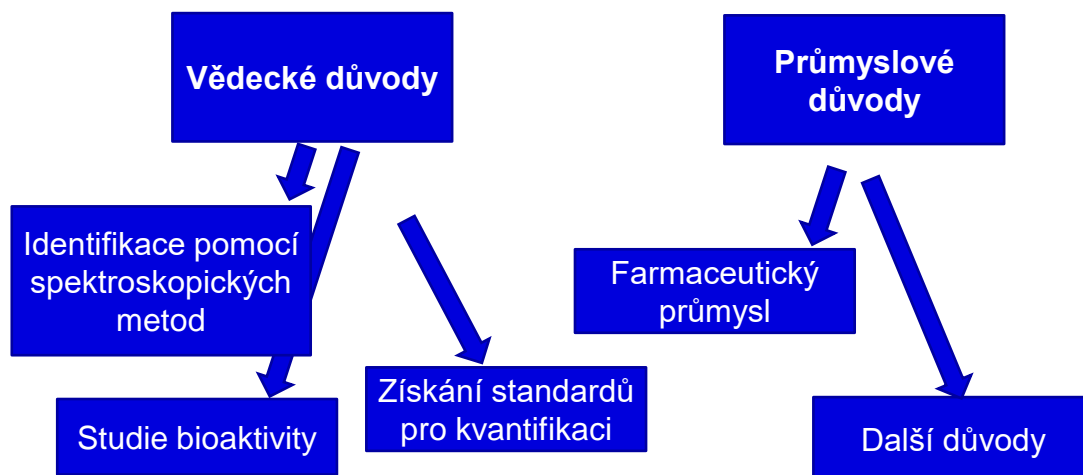 Vědecké důvody
Průmyslové
důvody
Identifikace pomocí
spektroskopických
metod
Farmaceutický
průmysl
Studie bioaktivity
Získání standardů
pro kvantifikaci
Další důvody